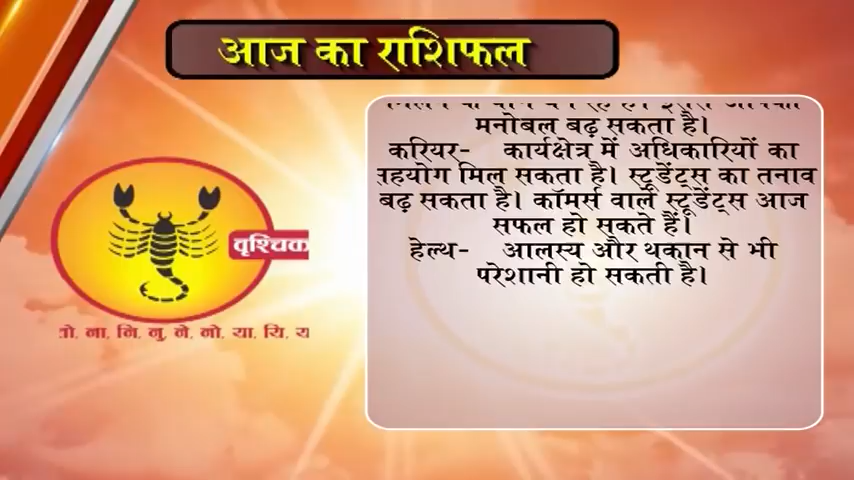 आज का राशिफल
मनोबल बढ़ सकता है।
करियर- कार्यक्षेत्र में अधिकारियों का
सहयोग मिल सकता है। स्टूडेंट्स का तनाव
बढ़ सकता है। कॉमर्स वाले स्टूडेंट्स आज
सफल हो सकते हैं।
हेल्थ- आलस्य और थकान से भी
परेशानी हो सकती है।
वृश्चिक
ना, नि, नु, ने, नो, या, यि,